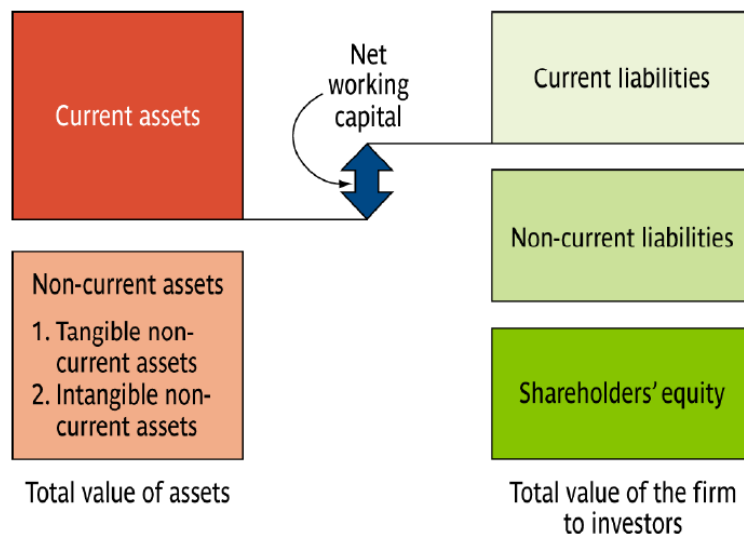 Current assets
Net
working
capital
Current liabilities
Non-current assets
1. Tangible non-
current assets
2. Intangible non-
current assets
Non-current liabilities
Shareholders' equity
Total value of assets
Total value of the firm
to investors